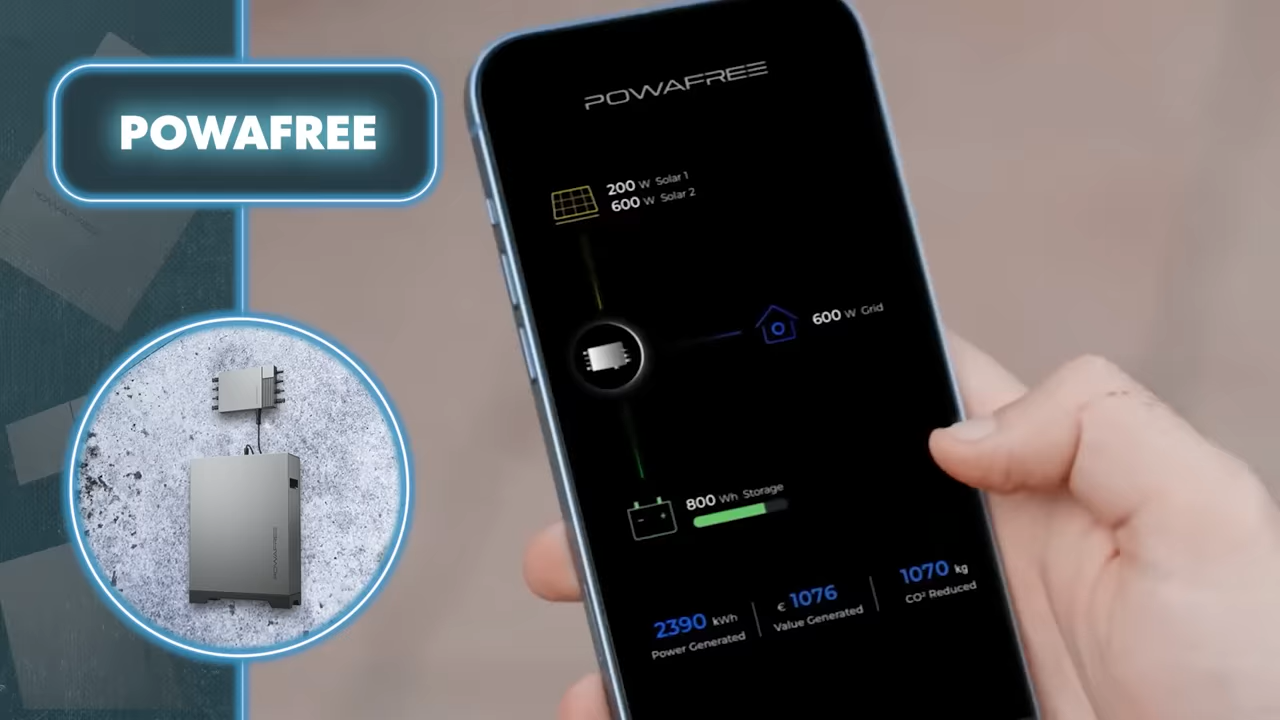 POWAFREE
POWAFREE
200 W Solar 1
600 W Solar 2
600 W Grid
800 Wh Storage
2390 kWh
Power Generated
€ 1076
Value Generated
1070 kg
CO² Reduced
POWAFREE